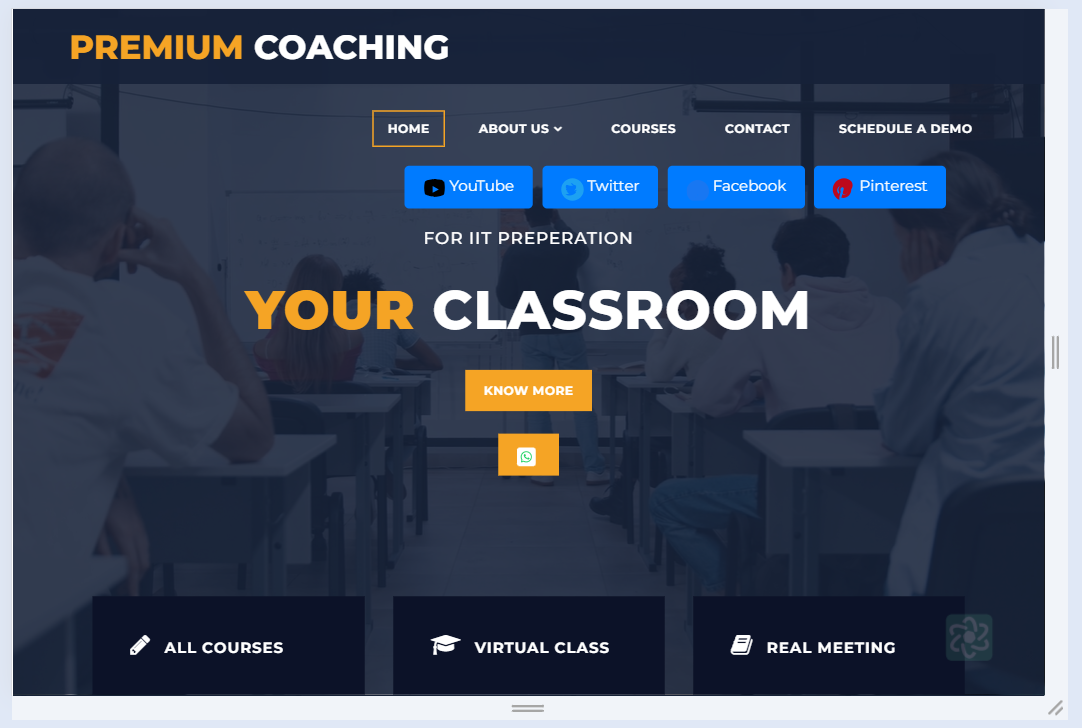 PREMIUM COACHING
HOME ABOUT US COURSES CONTACT SCHEDULE A DEMO
YouTube Twitter Facebook Pinterest
FOR IIT PREPERATION
YOUR CLASSROOM
KNOW MORE
ALL COURSES VIRTUAL CLASS REAL MEETING